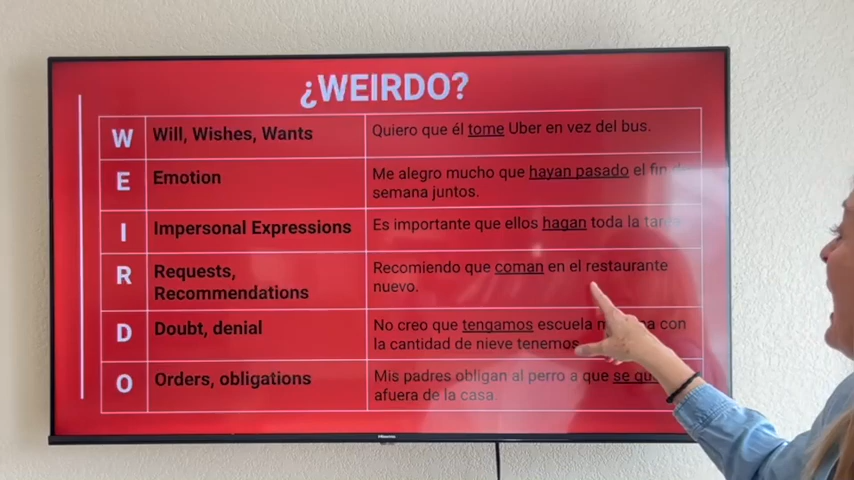 ¿WEIRDO?
W Will, Wishes, Wants Quiero que él tome Uber en vez del bus.
E Emotion Me alegro mucho que hayan pasado el fin
semana juntos.
I Impersonal Expressions Es importante que ellos hagan toda la
R Requests,
Recommendations
Recomiendo que coman en el restaurante
nuevo.
D Doubt, denial No creo que tengamos escuela con
la cantidad de nieve tenemos
O Orders, obligations Mis padres obligan al perro a que se
afuera de la casa.
Hisense